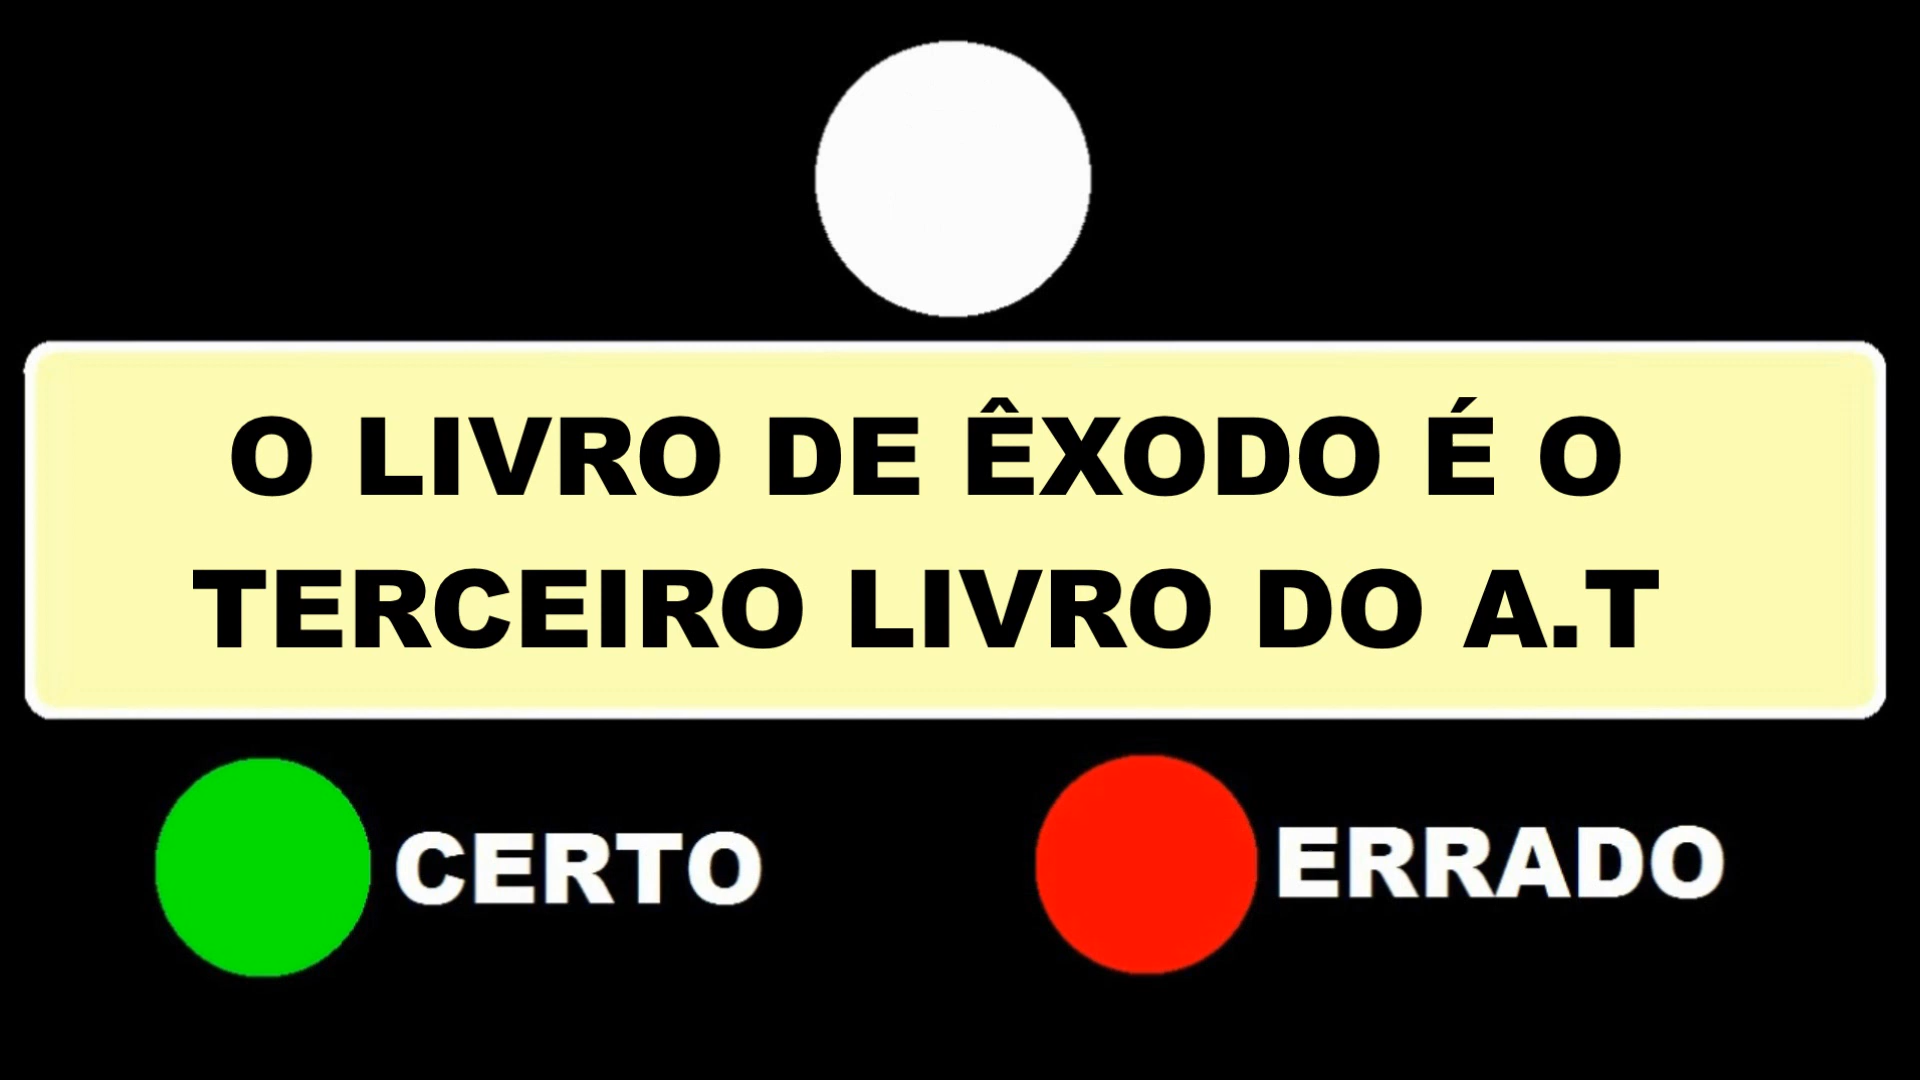 O LIVRO DE ÊXODO É O
TERCEIRO LIVRO DO A.T
CERTO
ERRADO